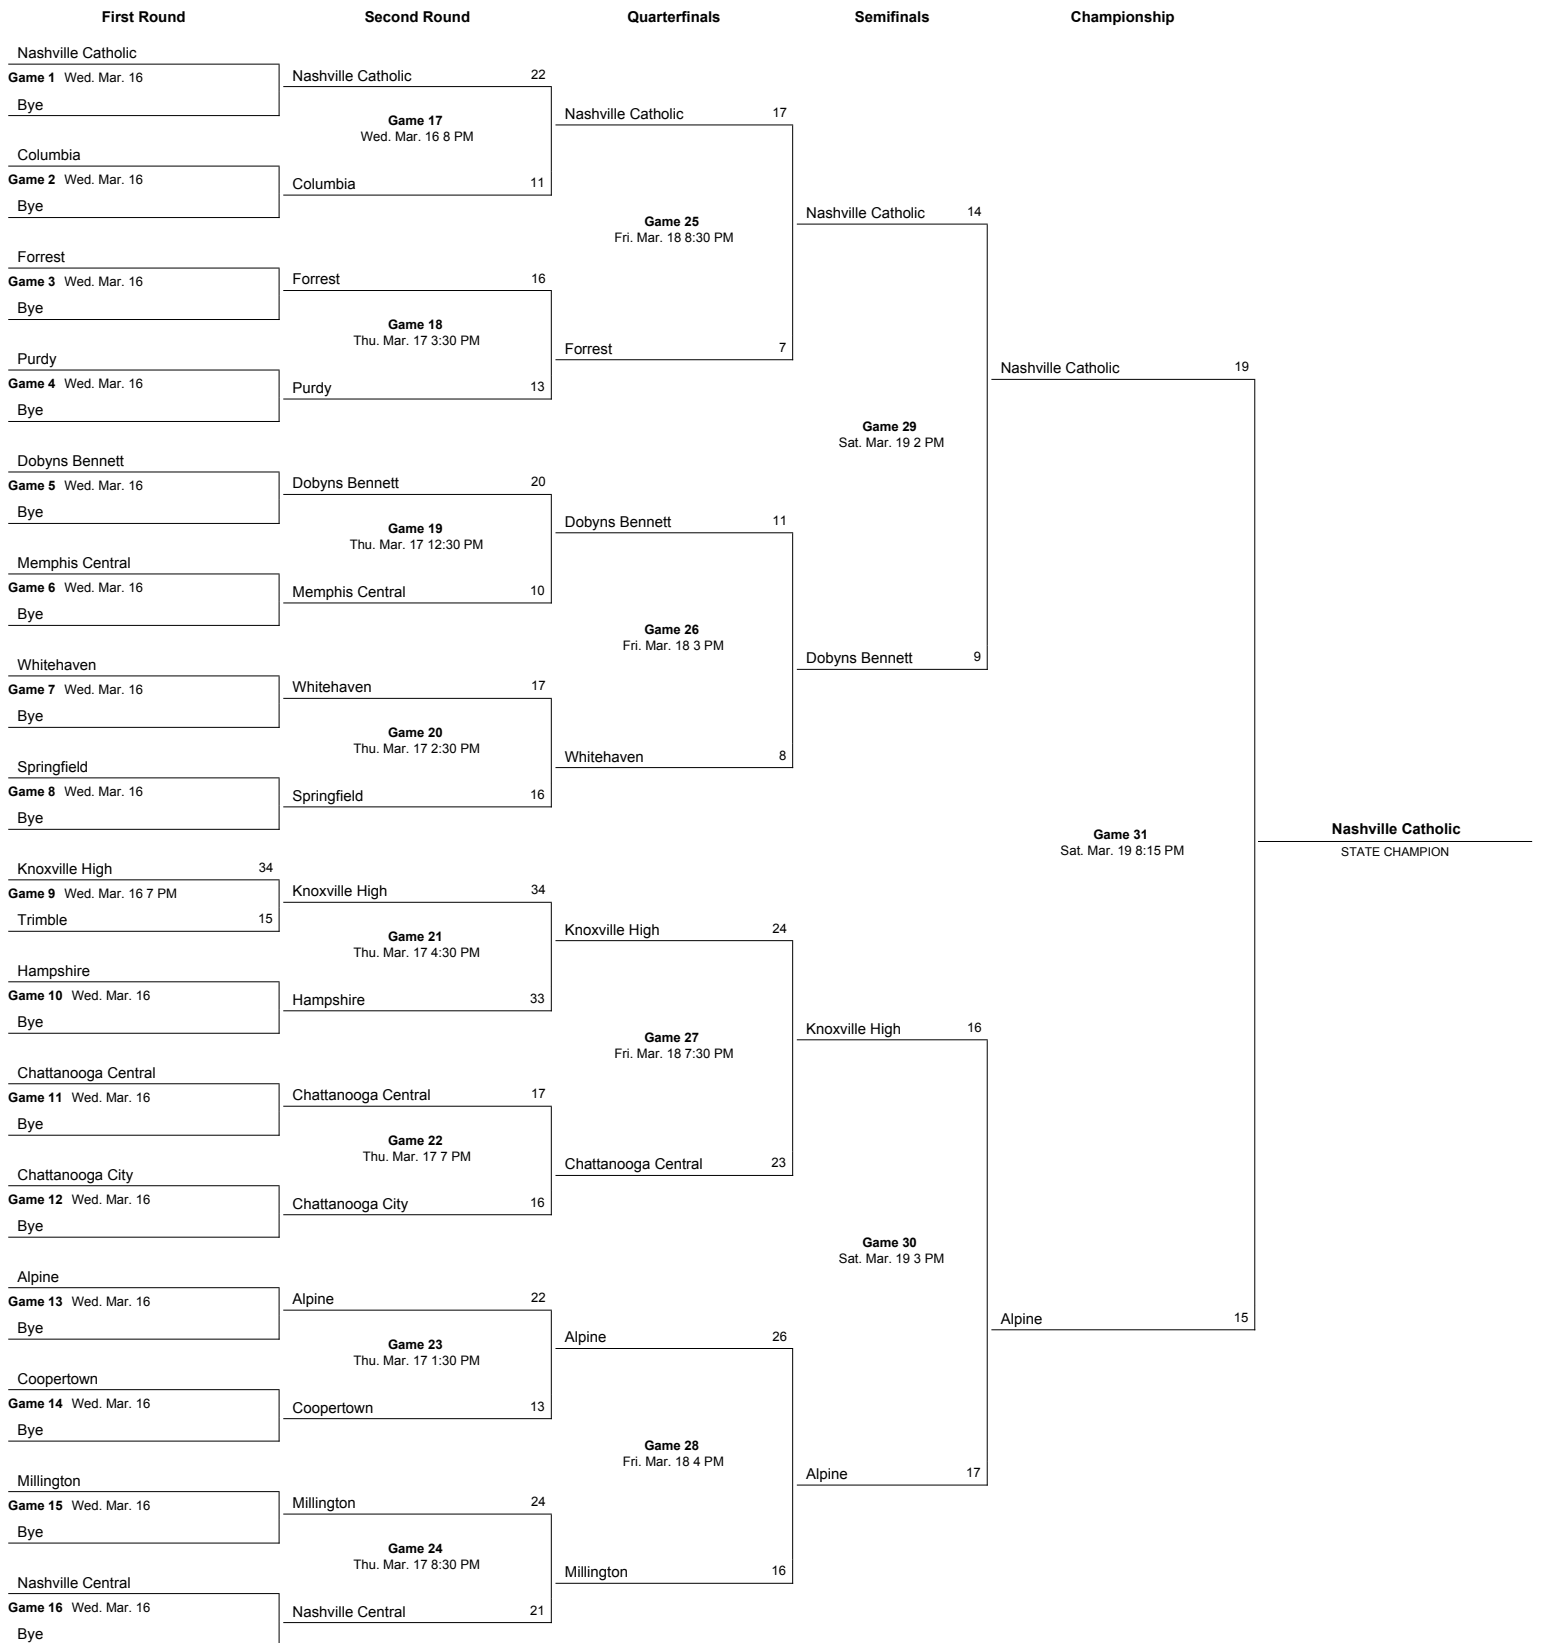 First Round
Second Round
Quarterfinals
Semifinals
Championship
Nashville Catholic
Game 1 Wed. Mar. 16
Bye
Columbia
Game 2 Wed. Mar. 16
Bye
Forrest
Game 3 Wed. Mar. 16
Bye
Purdy
Game 4 Wed. Mar. 16
Bye
Dobyns Bennett
Game 5 Wed. Mar. 16
Bye
Memphis Central
Game 6 Wed. Mar. 16
Bye
Whitehaven
Game 7 Wed. Mar. 16
Bye
Springfield
Game 8 Wed. Mar. 16
Bye
Knoxville High 34
Game 9 Wed. Mar. 16 7 PM
Trimble 15
Hampshire
Game 10 Wed. Mar. 16
Bye
Chattanooga Central
Game 11 Wed. Mar. 16
Bye
Chattanooga City
Game 12 Wed. Mar. 16
Bye
Alpine
Game 13 Wed. Mar. 16
Bye
Coopertown
Game 14 Wed. Mar. 16
Bye
Millington
Game 15 Wed. Mar. 16
Bye
Nashville Central
Game 16 Wed. Mar. 16
Bye
Nashville Catholic 22
Game 17
Wed. Mar. 16 8 PM
Columbia 11
Forrest 16
Game 18
Thu. Mar. 17 3:30 PM
Purdy 13
Dobyns Bennett 20
Game 19
Thu. Mar. 17 12:30 PM
Memphis Central 10
Whitehaven 17
Game 20
Thu. Mar. 17 2:30 PM
Springfield 16
Knoxville High 34
Game 21
Thu. Mar. 17 4:30 PM
Hampshire 33
Chattanooga Central 17
Game 22
Thu. Mar. 17 7 PM
Chattanooga City 16
Alpine 22
Game 23
Thu. Mar. 17 1:30 PM
Coopertown 13
Millington 24
Game 24
Thu. Mar. 17 8:30 PM
Nashville Central 21
Nashville Catholic 17
Game 25
Fri. Mar. 18 8:30 PM
Forrest 7
Dobyns Bennett 11
Game 26
Fri. Mar. 18 3 PM
Whitehaven 8
Knoxville High 24
Game 27
Fri. Mar. 18 7:30 PM
Chattanooga Central 23
Alpine 26
Game 28
Fri. Mar. 18 4 PM
Millington 16
Nashville Catholic 14
Game 29
Sat. Mar. 19 2 PM
Dobyns Bennett 9
Knoxville High 16
Game 30
Sat. Mar. 19 3 PM
Alpine 17
Nashville Catholic 19
Game 31
Sat. Mar. 19 8:15 PM
Alpine 15
Nashville Catholic
STATE CHAMPION